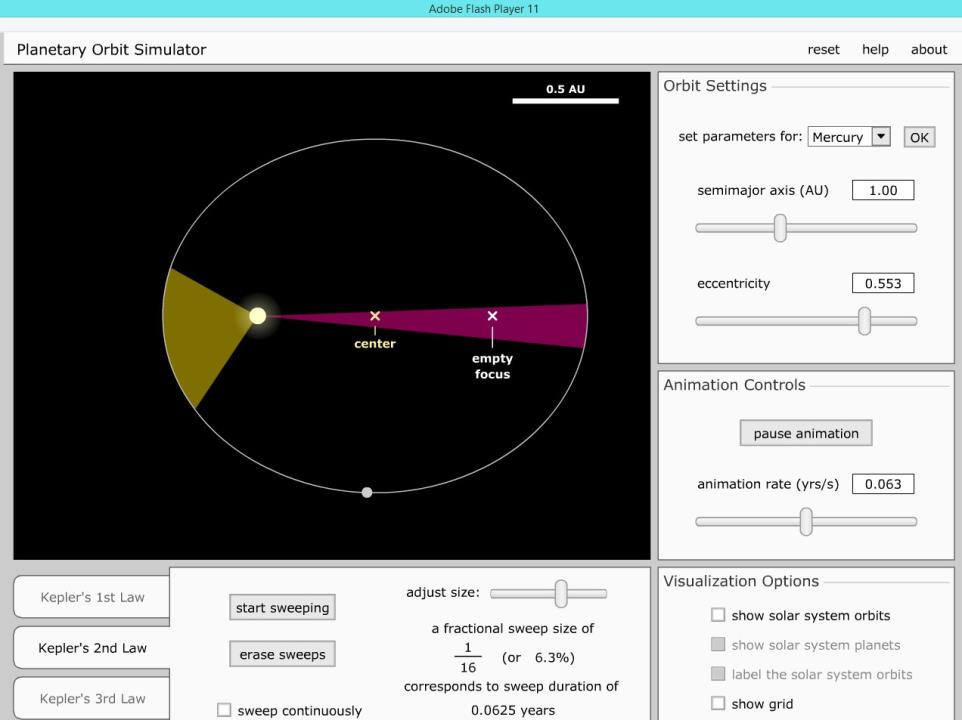 Adobe Flash Player 11
Planetary Orbit Simulator
reset help about
0.5 AU
center
empty
focus
Orbit Settings
set parameters for: Mercury OK
semimajor axis (AU) 1.00
eccentricity 0.553
Animation Controls
pause animation
animation rate (yrs/s) 0.063
Kepler's 1st Law
Kepler's 2nd Law
Kepler's 3rd Law
start sweeping
erase sweeps
sweep continuously
adjust size:
a fractional sweep size of
1
16
(or 6.3%)
corresponds to sweep duration of
0.0625 years
Visualization Options
show solar system orbits
show solar system planets
label the solar system orbits
show grid